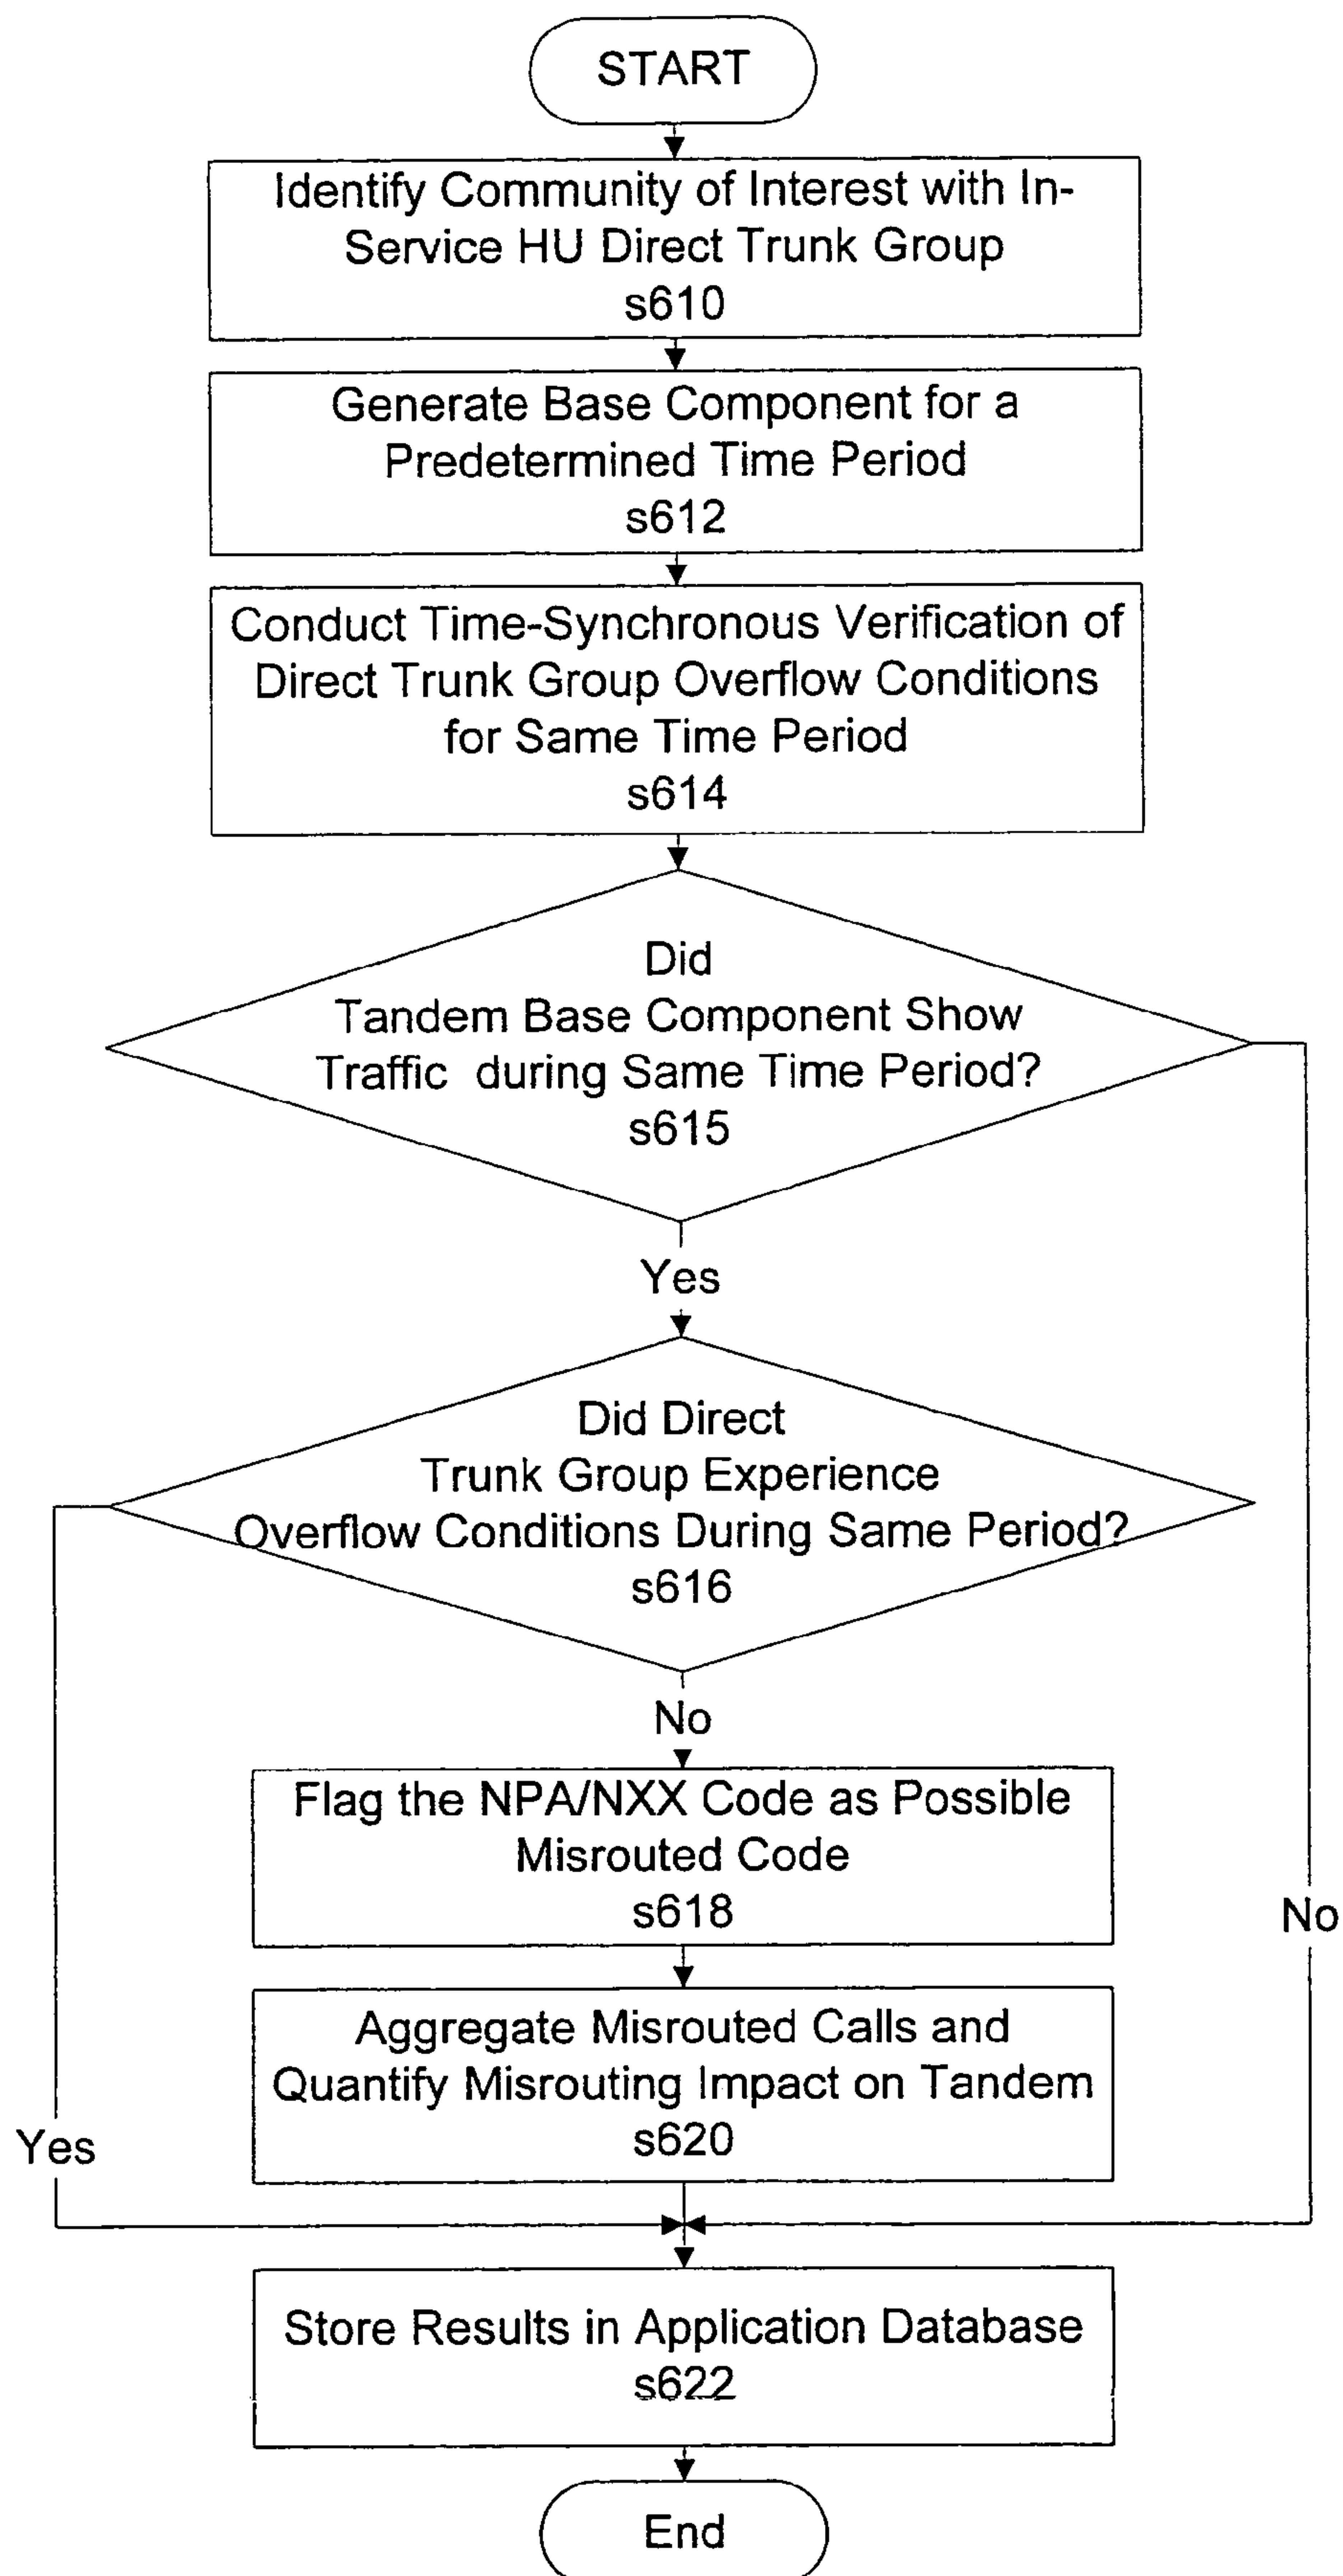 START
Identify Community of Interest with In-
Service HU Direct Trunk Group
s610
Generate Base Component for a
Predetermined Time Period
s612
Conduct Time-Synchronous Verification of
Direct Trunk Group Overflow Conditions
for Same Time Period
s614
Did
Tandem Base Component Show
Traffic during Same Time Period?
s615
Yes
Did Direct
Trunk Group Experience
Overflow Conditions During Same Period?
s616
No
Flag the NPA/NXX Code as Possible
Misrouted Code
s618
No
Aggregate Misrouted Calls and
Quantify Misrouting Impact on Tandem
s620
Yes
Store Results in Application Database
s622
End